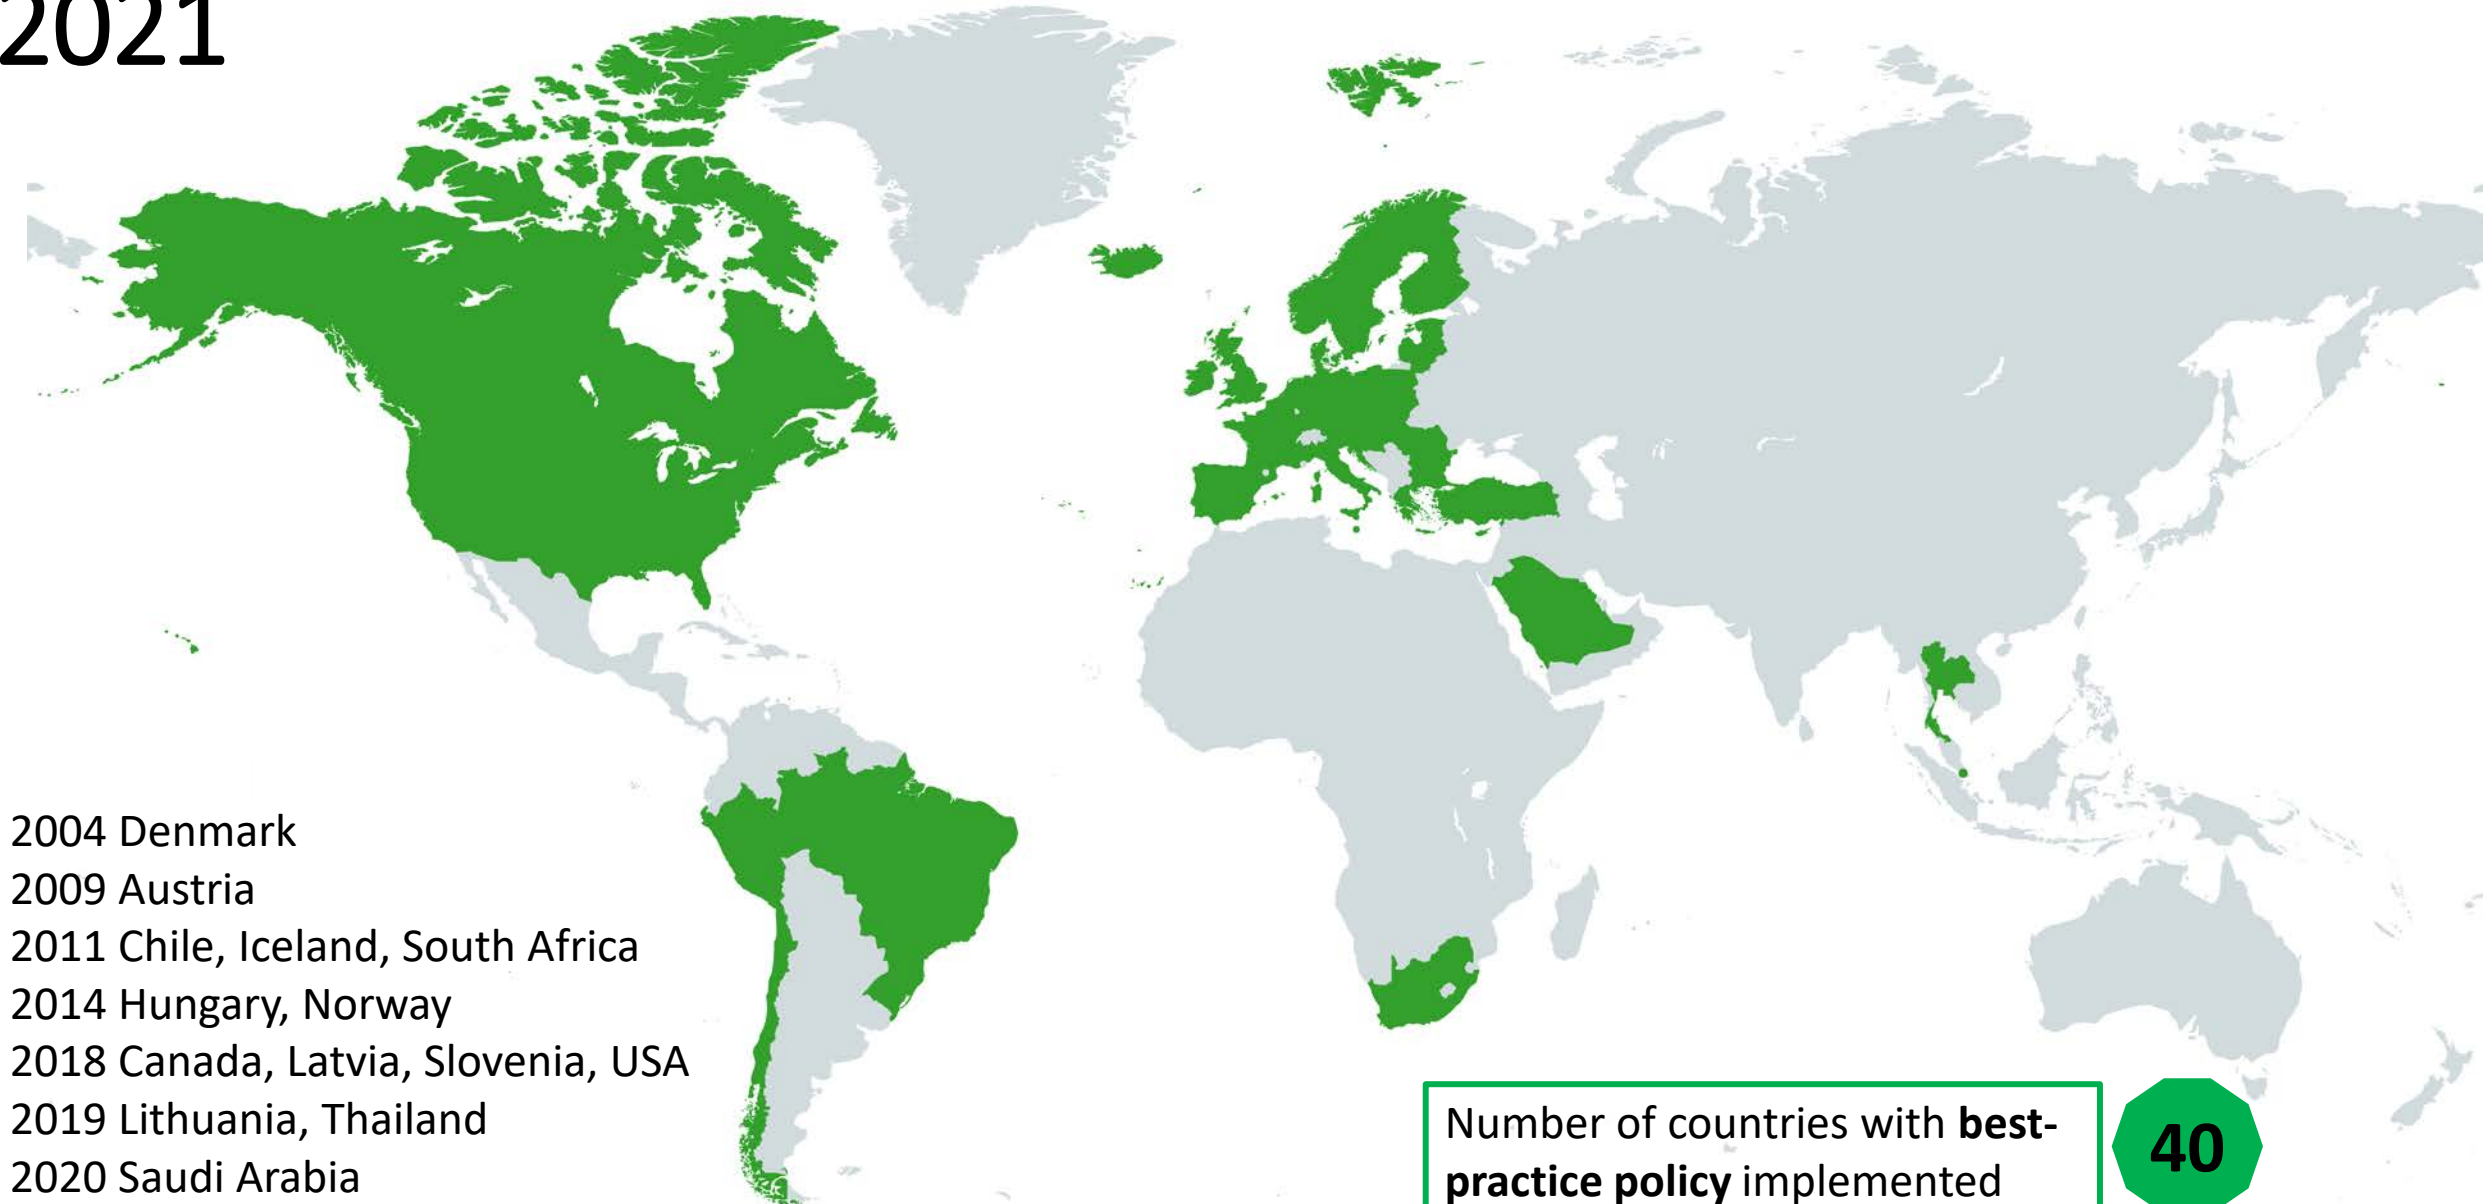 2021
2004 Denmark
2009 Austria
2011 Chile, Iceland, South Africa
2014 Hungary, Norway
2018 Canada, Latvia, Slovenia, USA
2019 Lithuania, Thailand
2020 Saudi Arabia
Number of countries with best-
practice policy implemented
40